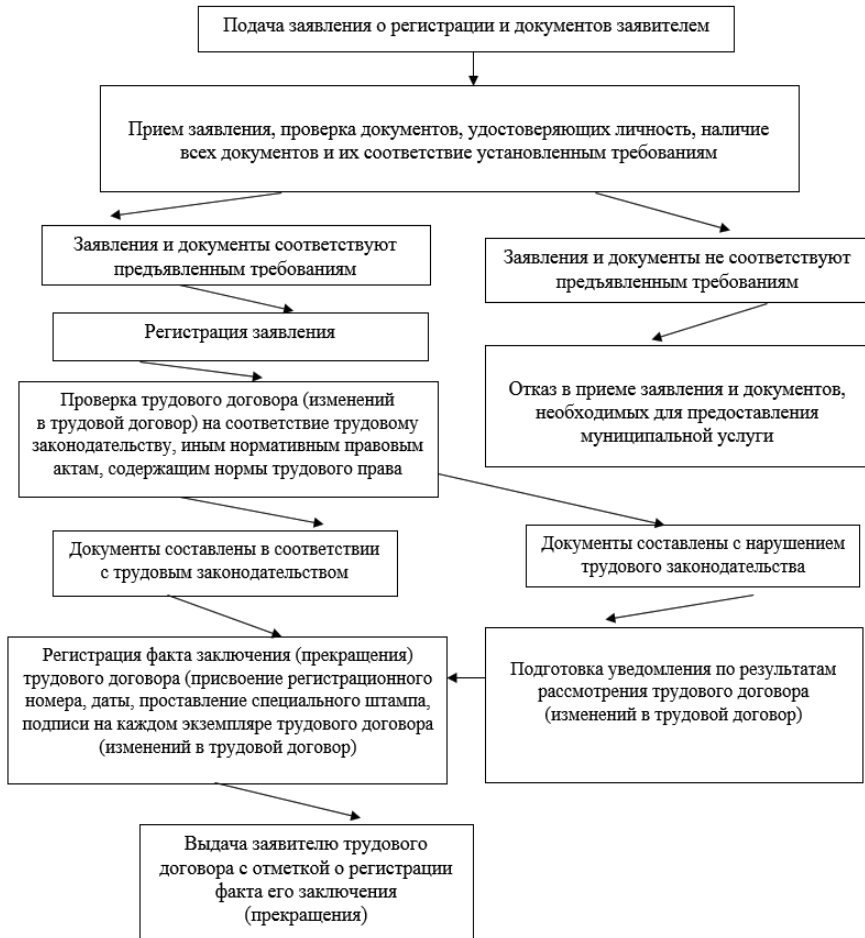 Подача заявления о регистрации и документов заявителем
Прием заявления, проверка документов, удостоверяющих личность, наличие
всех документов и их соответствие установленным требованиям
Заявления и документы соответствуют
предъявленным требованиям
Заявления и документы не соответствуют
предъявленным требованиям
Регистрация заявления
Отказ в приеме заявления и документов,
необходимых для предоставления
муниципальной услуги
Проверка трудового договора (изменений
в трудовой договор) на соответствие трудовому
законодательству, иным нормативным правовым
актам, содержащим нормы трудового права
Документы составлены в соответствии
с трудовым законодательством
Документы составлены с нарушением
трудового законодательства
Регистрация факта заключения (прекращения)
трудового договора (присвоение регистрационного
номера, даты, проставление специального штампа,
подписи на каждом экземпляре трудового договора
(изменений в трудовой договор)
Подготовка уведомления по результатам
рассмотрения трудового договора
(изменений в трудовой договор)
Выдача заявителю трудового
договора с отметкой о регистрации
факта его заключения
(прекращения)